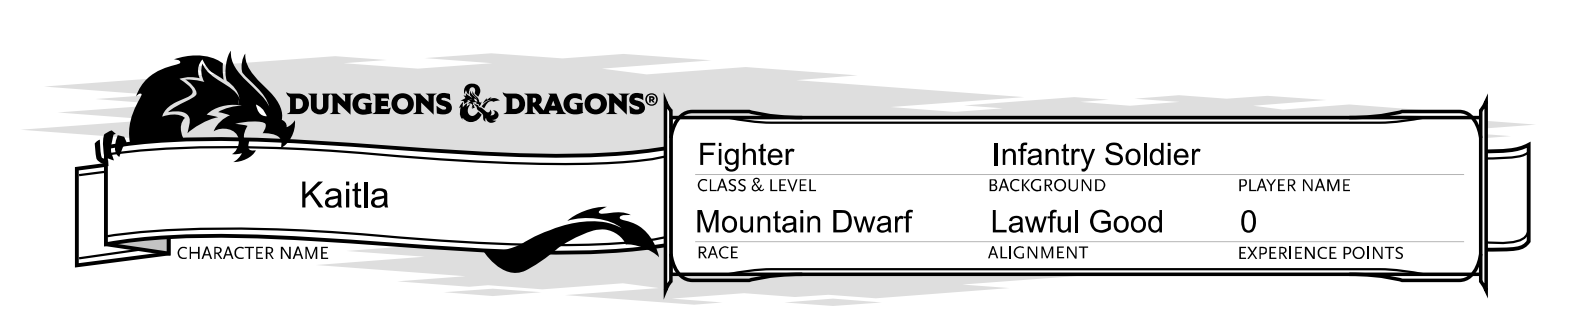 DUNGEONS & DRAGONS®
Kaitla
CHARACTER NAME
Fighter Infantry Soldier
CLASS & LEVEL BACKGROUND PLAYER NAME
Mountain Dwarf Lawful Good 0
RACE ALIGNMENT EXPERIENCE POINTS